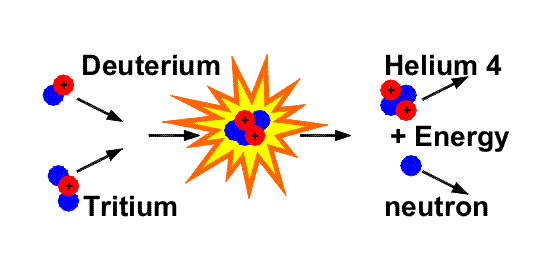 Deuterium
Tritium
Helium 4
+ Energy
neutron